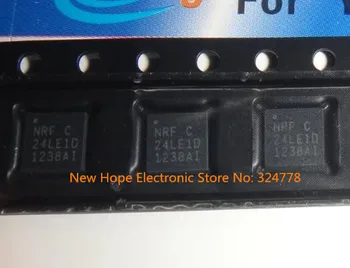 For Y
NRF C
24LE1D
1238AI
NRF C
24LE1D
1238AI
NRF C
24LE1D
1238AI
New Hope Electronic Store No: 324778